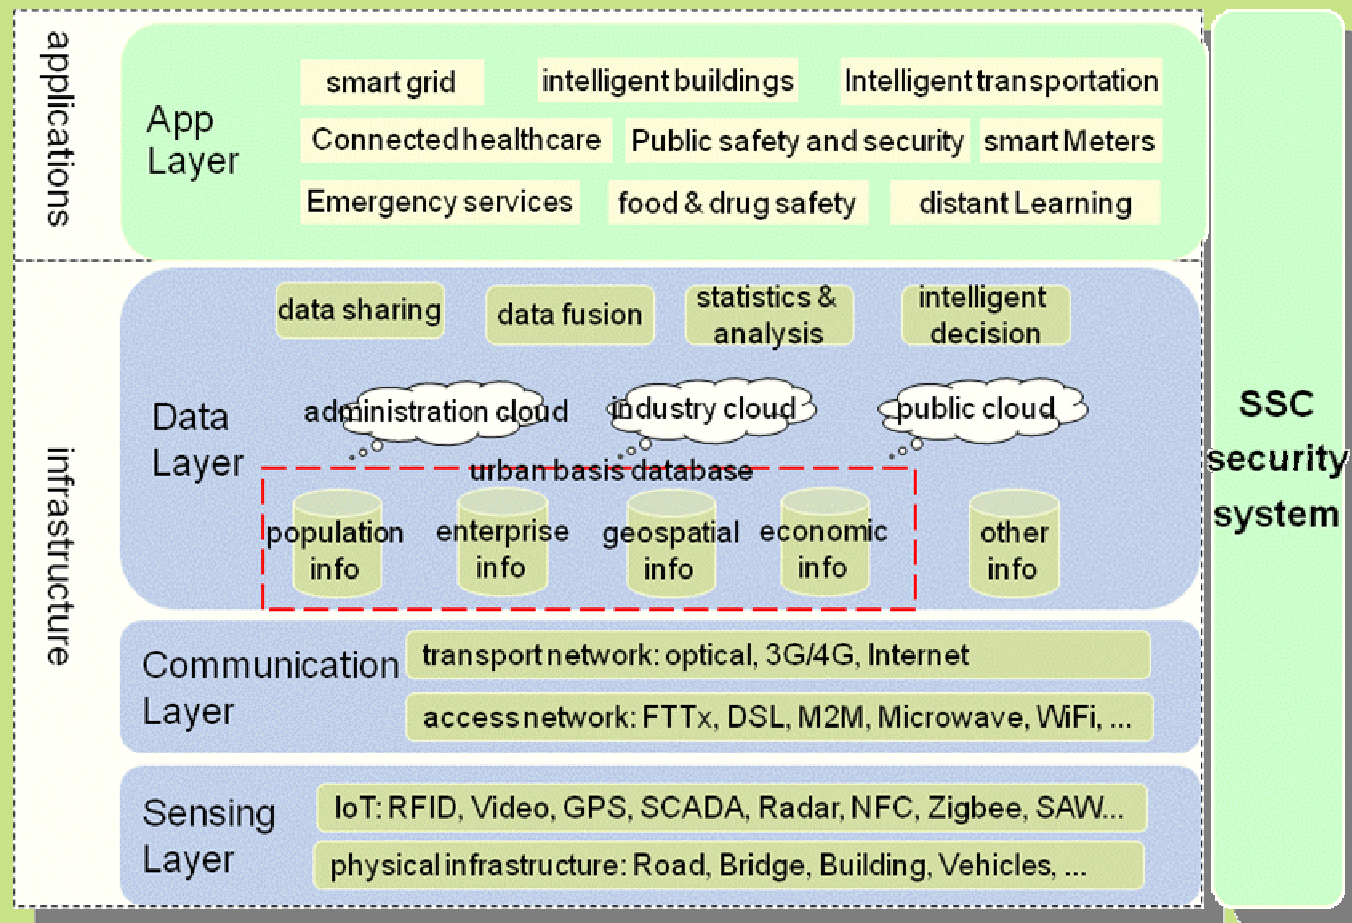 applications
App
Layer
smart grid
intelligent buildings
Intelligent transportation
Connected healthcare
Public safety and security
smart Meters
Emergency services
food & drug safety
distant Learning
infrastructure
Data
Layer
data sharing
data fusion
statistics &
analysis
intelligent
decision
administration cloud
industry cloud
public cloud
urban basis database
population
info
enterprise
info
geospatial
info
economic
info
other
info
Communication
Layer
transport network: optical, 3G/4G, Internet
access network: FTTx, DSL, M2M, Microwave, WiFi, ...
Sensing
Layer
IoT: RFID, Video, GPS, SCADA, Radar, NFC, Zigbee, SAW...
physical infrastructure: Road, Bridge, Building, Vehicles, ...
SSC
security
system